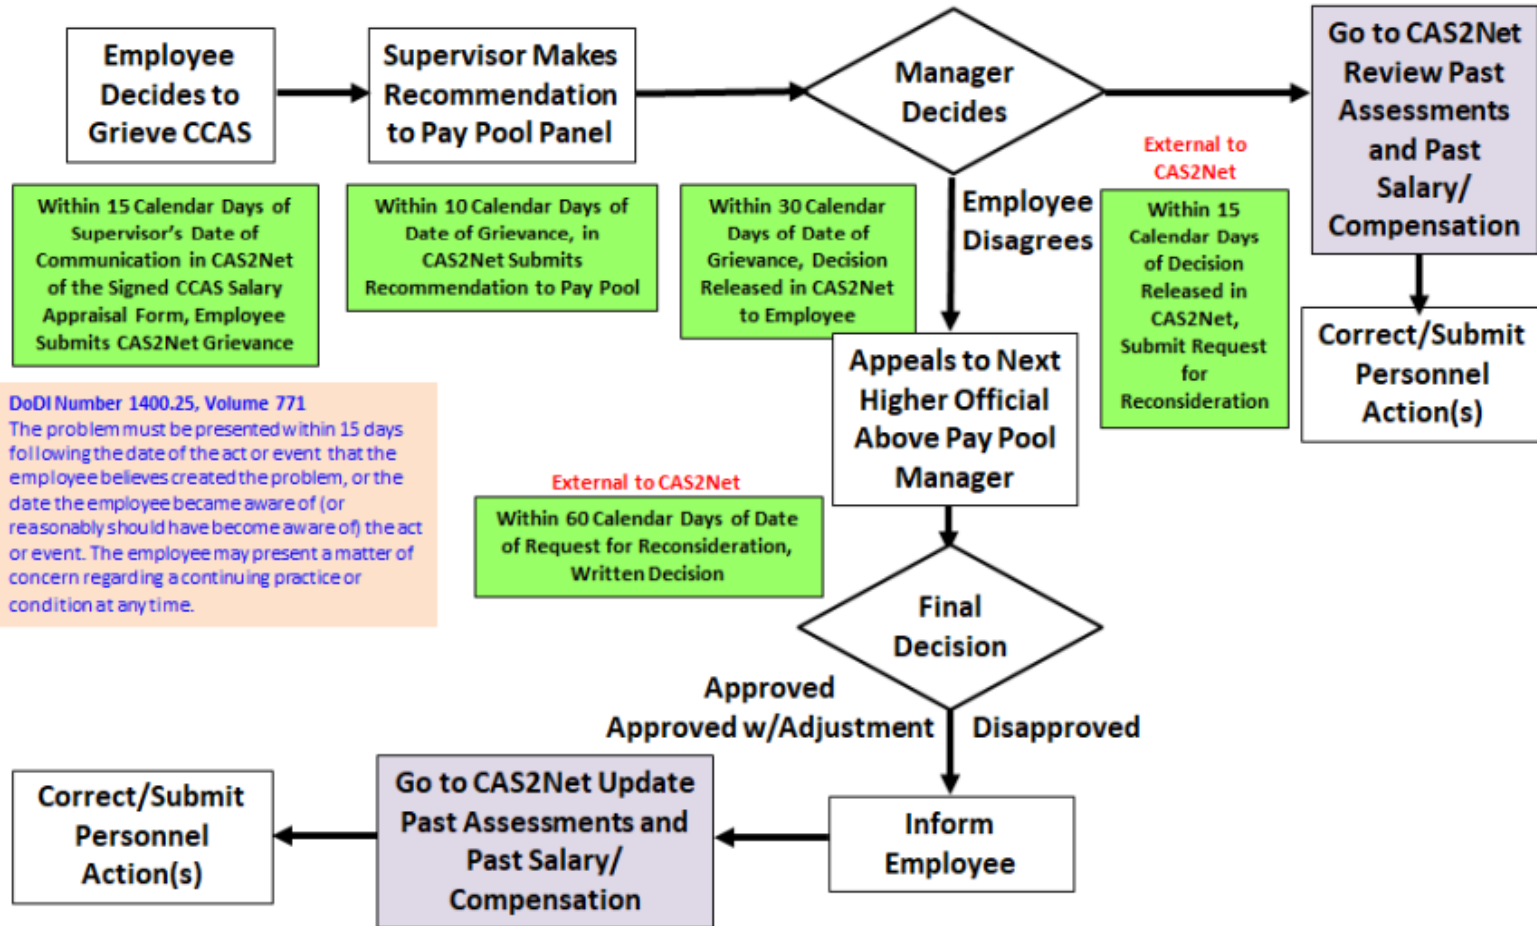 Employee
Decides to
Grieve CCAS
Supervisor Makes
Recommendation
to Pay Pool Panel
Manager
Decides
Go to CAS2Net
Review Past
Assessments
and Past
Salary/
Compensation
Within 15 Calendar Days of
Supervisor's Date of
Communication in CAS2Net
of the Signed CCAS Salary
Appraisal Form, Employee
Submits CAS2Net Grievance
Within 10 Calendar Days of
Date of Grievance, in
CAS2Net Submits
Recommendation to Pay Pool
Within 30 Calendar
Days of Date of
Grievance, Decision
Released in CAS2Net
to Employee
Employee
Disagrees
External to
CAS2Net
Within 15
Calendar Days
of Decision
Released in
CAS2Net,
Submit Request
for
Reconsideration
Correct/Submit
Personnel
Action(s)
Appeals to Next
Higher Official
Above Pay Pool
Manager
DoDI Number 1400.25, Volume 771
The problem must be presented within 15 days
following the date of the act or event that the
employee believes created the problem, or the
date the employee became aware of (or
reasonably should have become aware of) the act
or event. The employee may present a matter of
concern regarding a continuing practice or
condition at any time.
External to CAS2Net
Within 60 Calendar Days of Date
of Request for Reconsideration,
Written Decision
Final
Decision
Approved
Approved w/Adjustment
Disapproved
Inform
Employee
Go to CAS2Net Update
Past Assessments and
Past Salary/
Compensation
Correct/Submit
Personnel
Action(s)